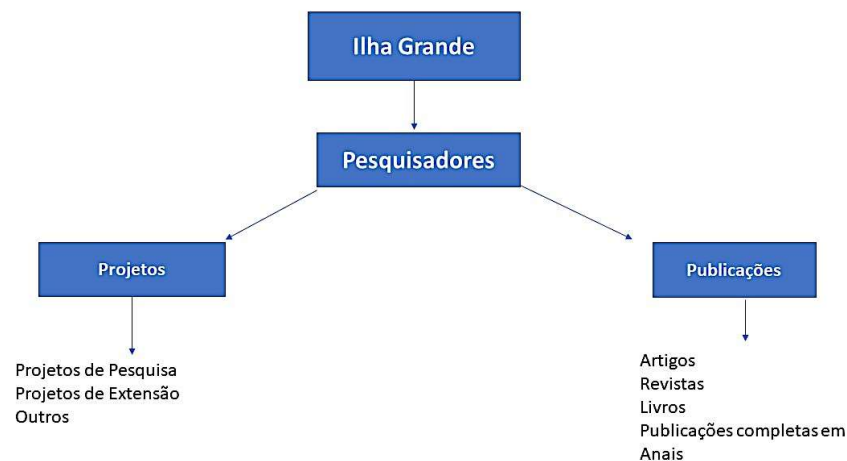 Ilha Grande
Pesquisadores
Projetos
Publicações
Projetos de Pesquisa
Projetos de Extensão
Outros
Artigos
Revistas
Livros
Publicações completas em
Anais